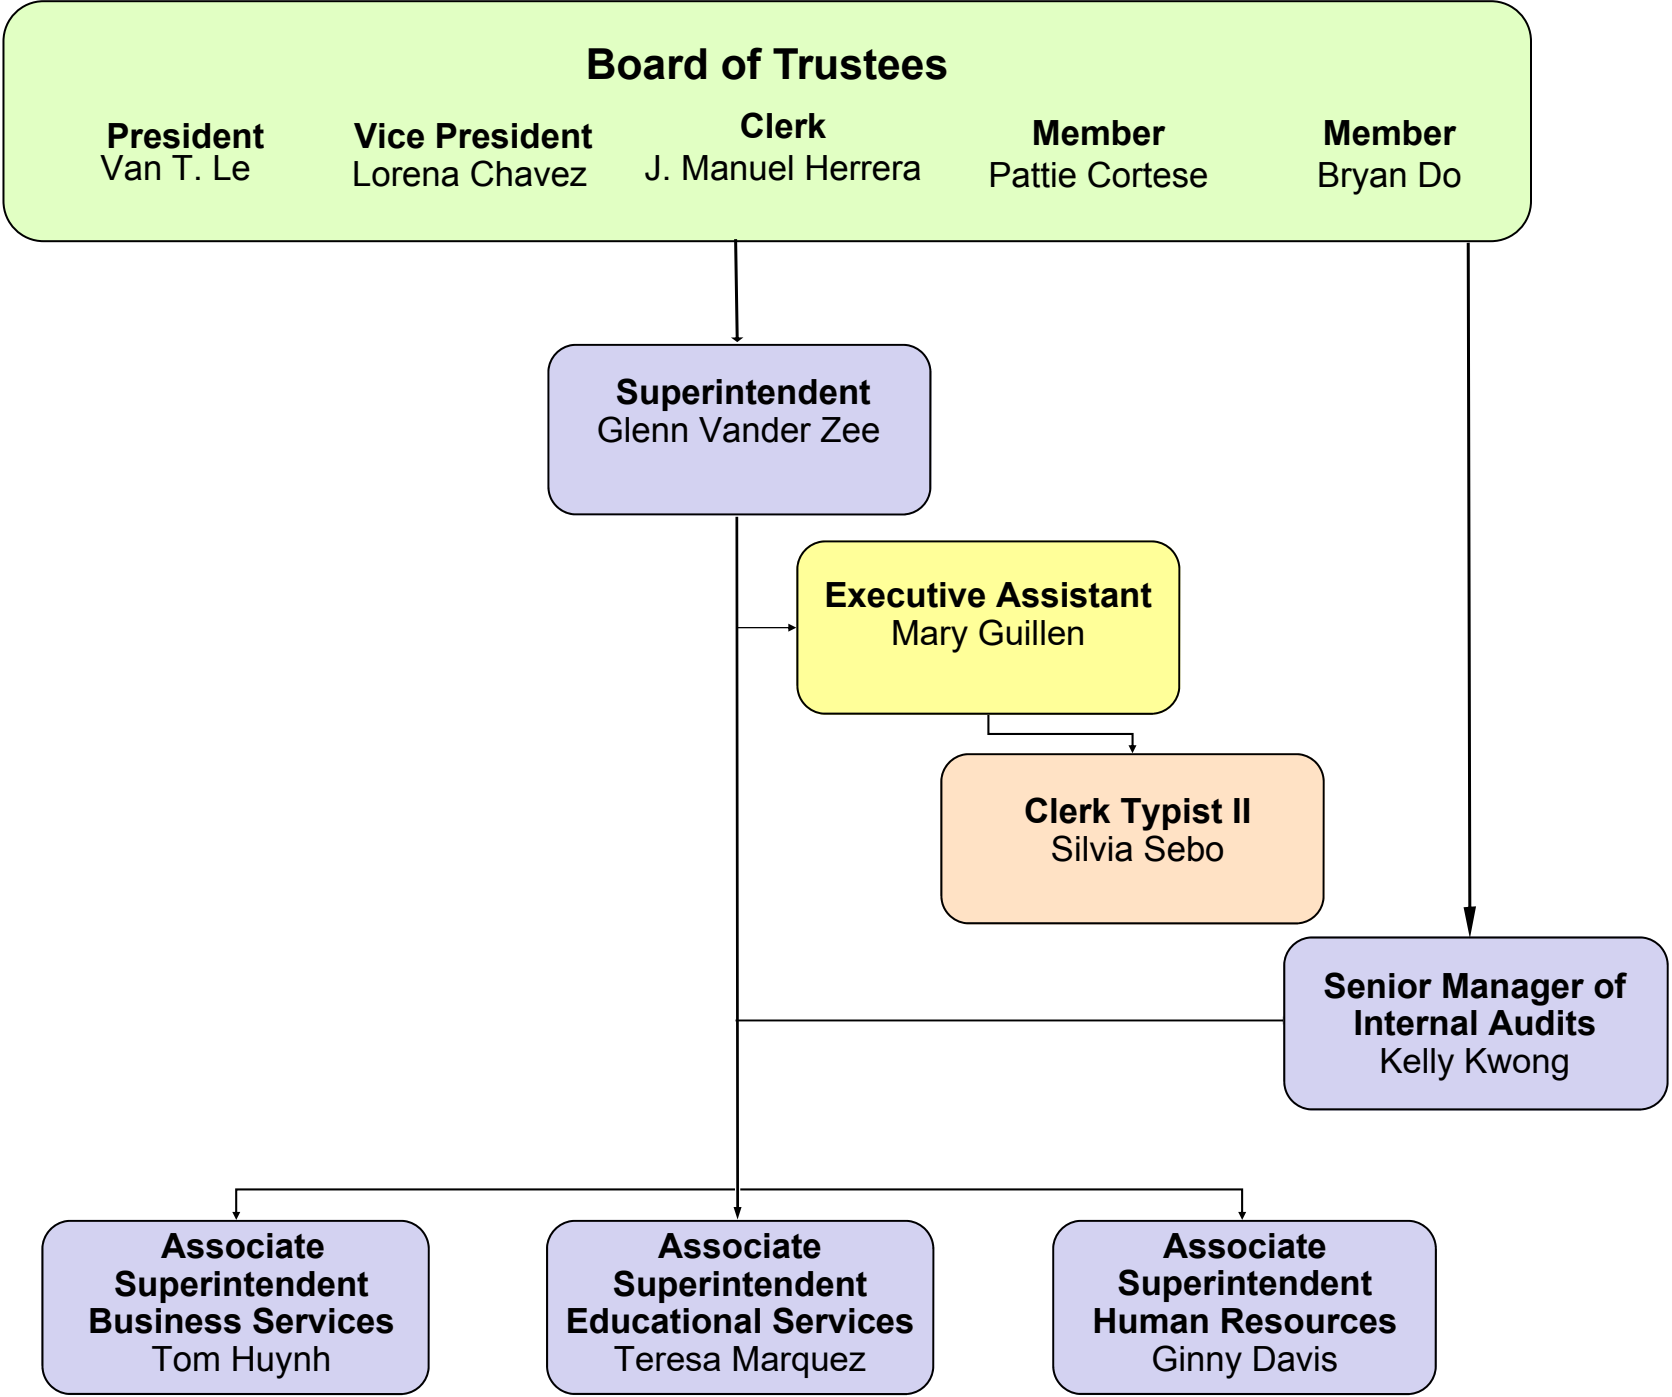 Board of Trustees
President
Van T. Le
Vice President
Lorena Chavez
Clerk
J. Manuel Herrera
Member
Pattie Cortese
Member
Bryan Do
Superintendent
Glenn Vander Zee
Executive Assistant
Mary Guillen
Clerk Typist II
Silvia Sebo
Senior Manager of
Internal Audits
Kelly Kwong
Associate
Superintendent
Business Services
Tom Huynh
Associate
Superintendent
Educational Services
Teresa Marquez
Associate
Superintendent
Human Resources
Ginny Davis